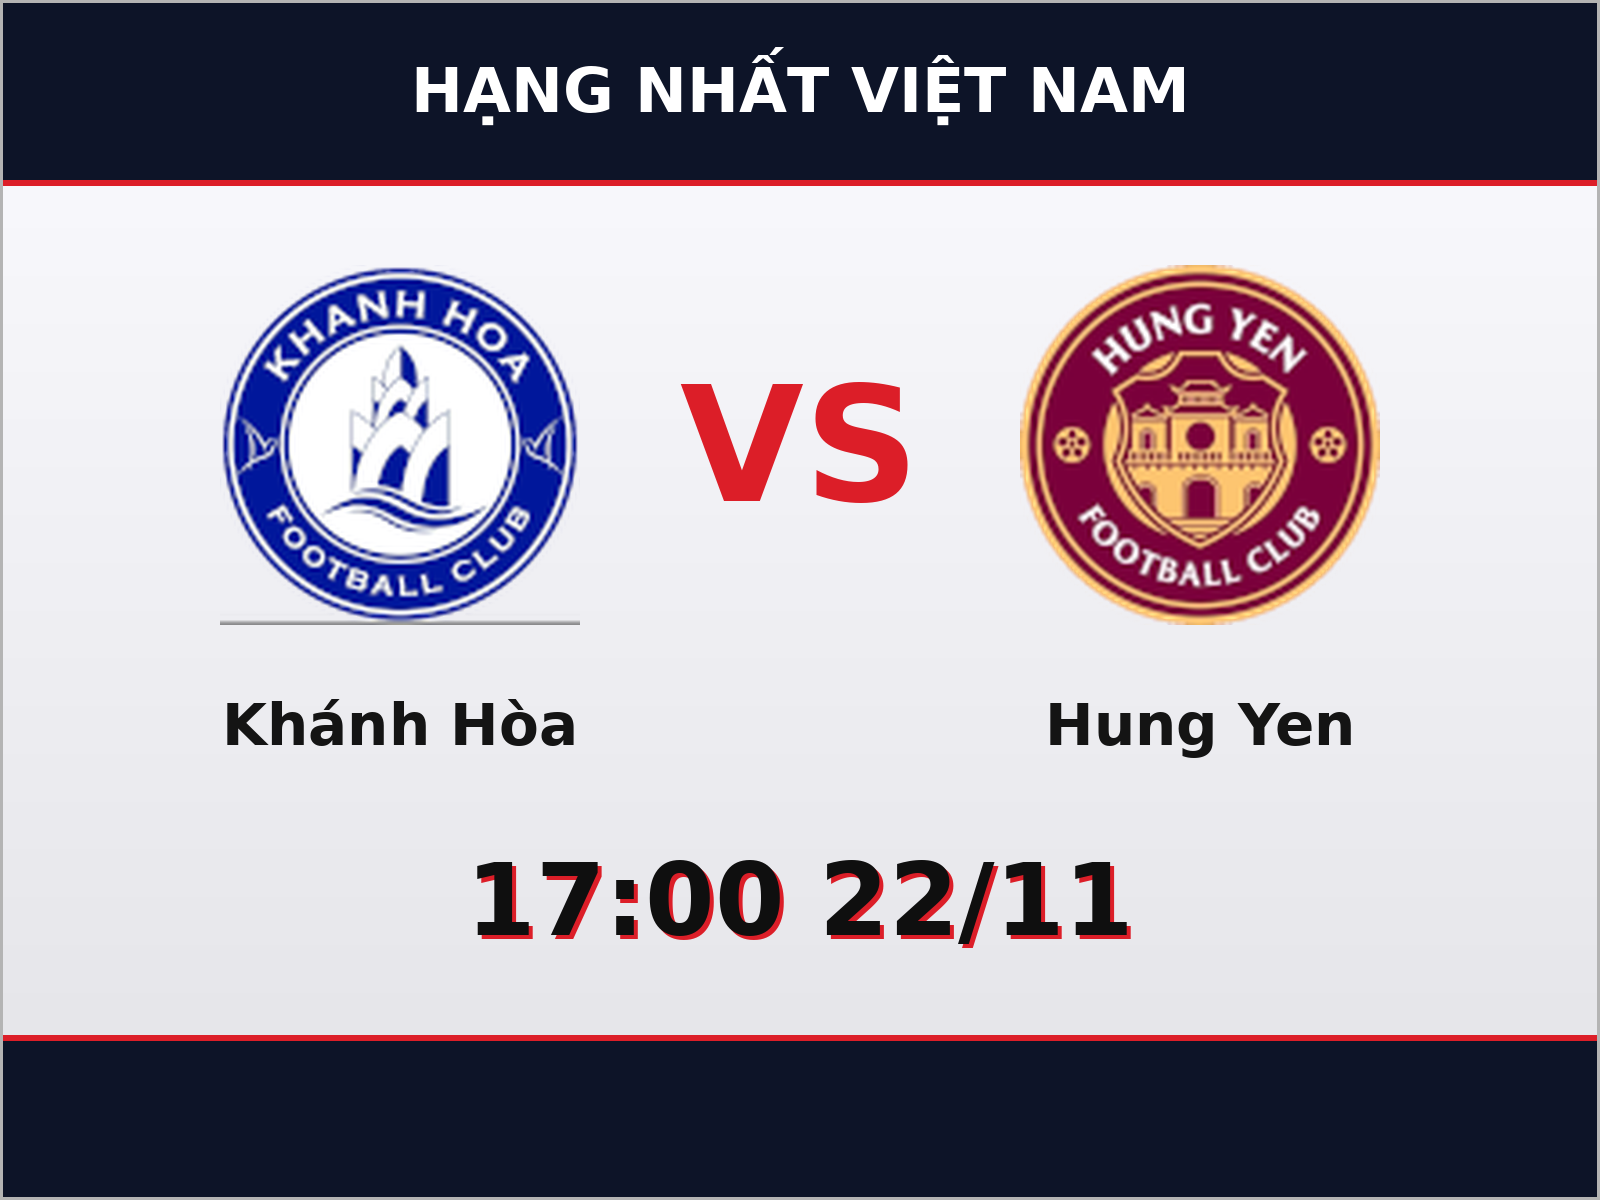 HẠNG NHẤT VIỆT NAM
KHANH HOA
FOOTBALL CLUB
VS
HUNG YEN
FOOTBALL CLUB
Khánh Hòa
Hung Yen
17:00 22/11